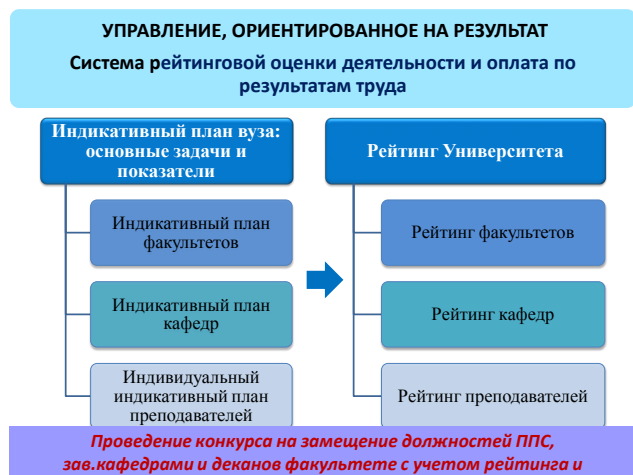 УПРАВЛЕНИЕ, ОРИЕНТИРОВАННОЕ НА РЕЗУЛЬТАТ
Система рейтинговой оценки деятельности и оплата по
результатам труда
Индикативный план вуза:
основные задачи и
показатели
Индикативный план
факультетов
Индикативный план
кафедр
Индивидуальный
индикативный план
преподавателей
Рейтинг Университета
Рейтинг факультетов
Рейтинг кафедр
Рейтинг преподавателей
Проведение конкурса на замещение должностей ППС,
зав.кафедрами и деканов факультете с учетом рейтинга и